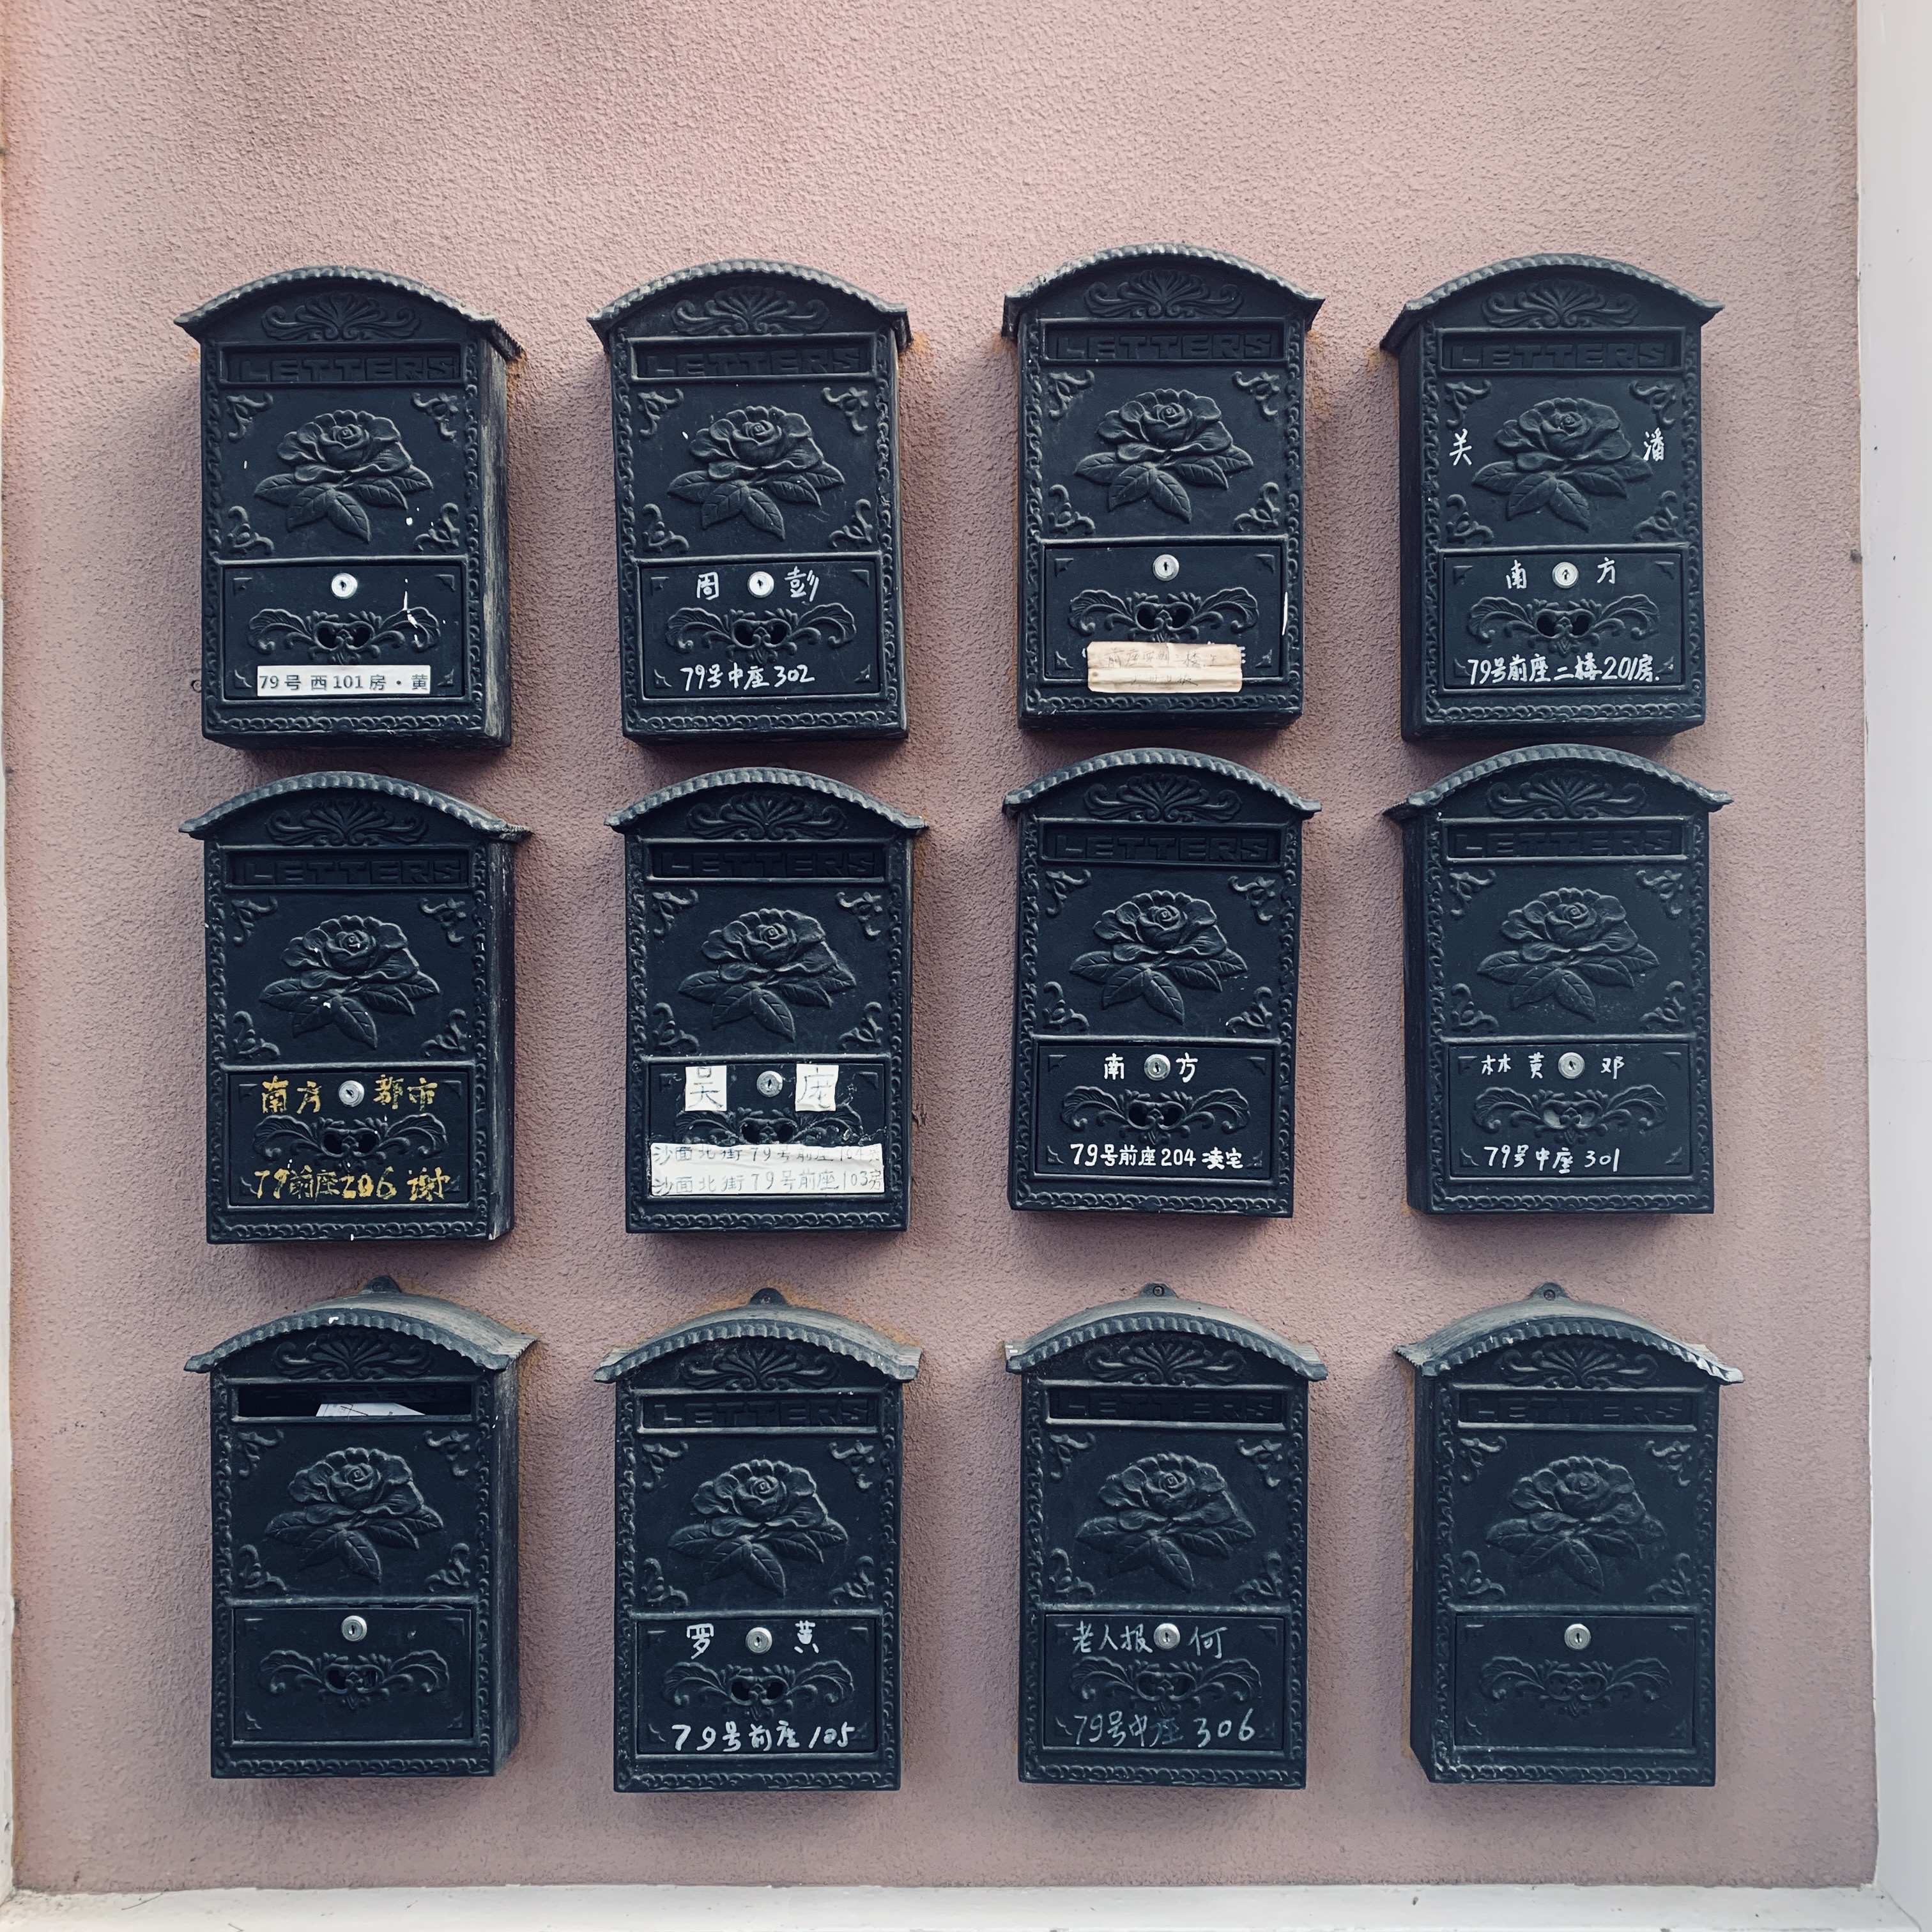 LETTERS
79号西101房·黄
LETTERS
周 彭
79号中座302
LETTERS
前座
LETTERS
关 潘
南 方
79号前座二楼201房.
LETTERS
南方 都市
79前座206 谢
LETTERS
吴 庞
沙面北街79号前座104房
沙面北街79号前座103房
LETTERS
南 方
79号前座204 凑宅
LETTERS
林 黄 邓
79号中座301
LETTERS
罗 黄
79号前座105
LETTERS
老人报 何
79号中座306
LETTERS